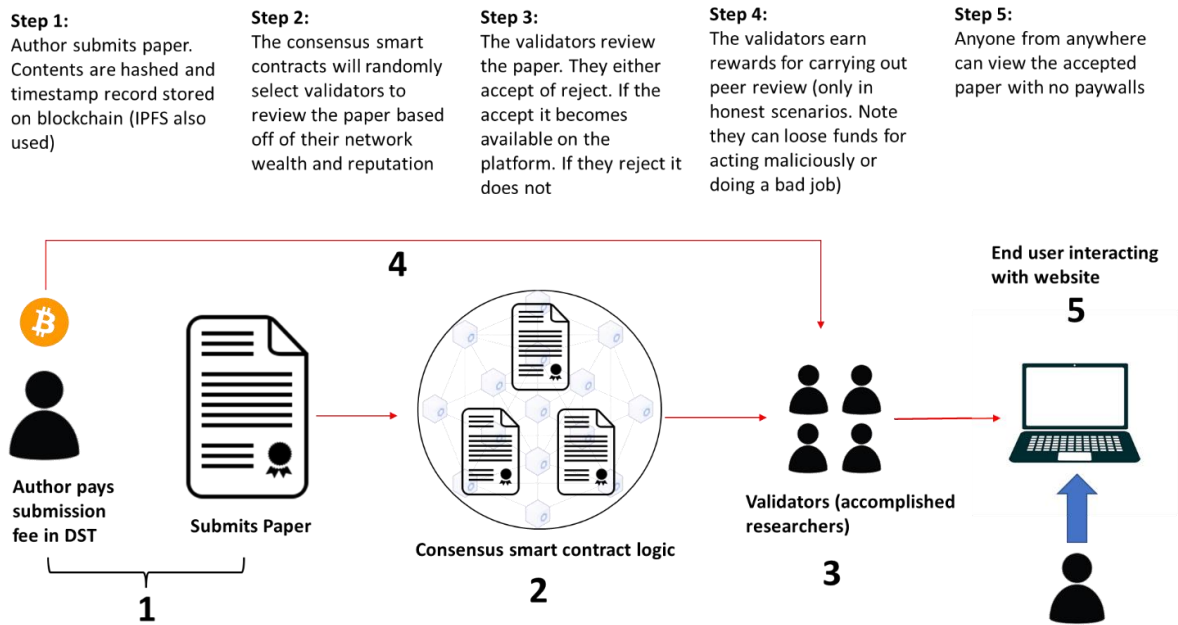 Step 1:
Author submits paper.
Contents are hashed and
timestamp record stored
on blockchain (IPFS also
used)
Step 2:
The consensus smart
contracts will randomly
select validators to
review the paper based
off of their network
wealth and reputation
Step 3:
The validators review
the paper. They either
accept of reject. If the
accept it becomes
available on the
platform. If they reject it
does not
Step 4:
The validators earn
rewards for carrying out
peer review (only in
honest scenarios. Note
they can loose funds for
acting maliciously or
doing a bad job)
Step 5:
Anyone from anywhere
can view the accepted
paper with no paywalls
4
End user interacting
with website
5
Author pays
submission
fee in DST
Submits Paper
1
Consensus smart contract logic
2
Validators (accomplished
researchers)
3